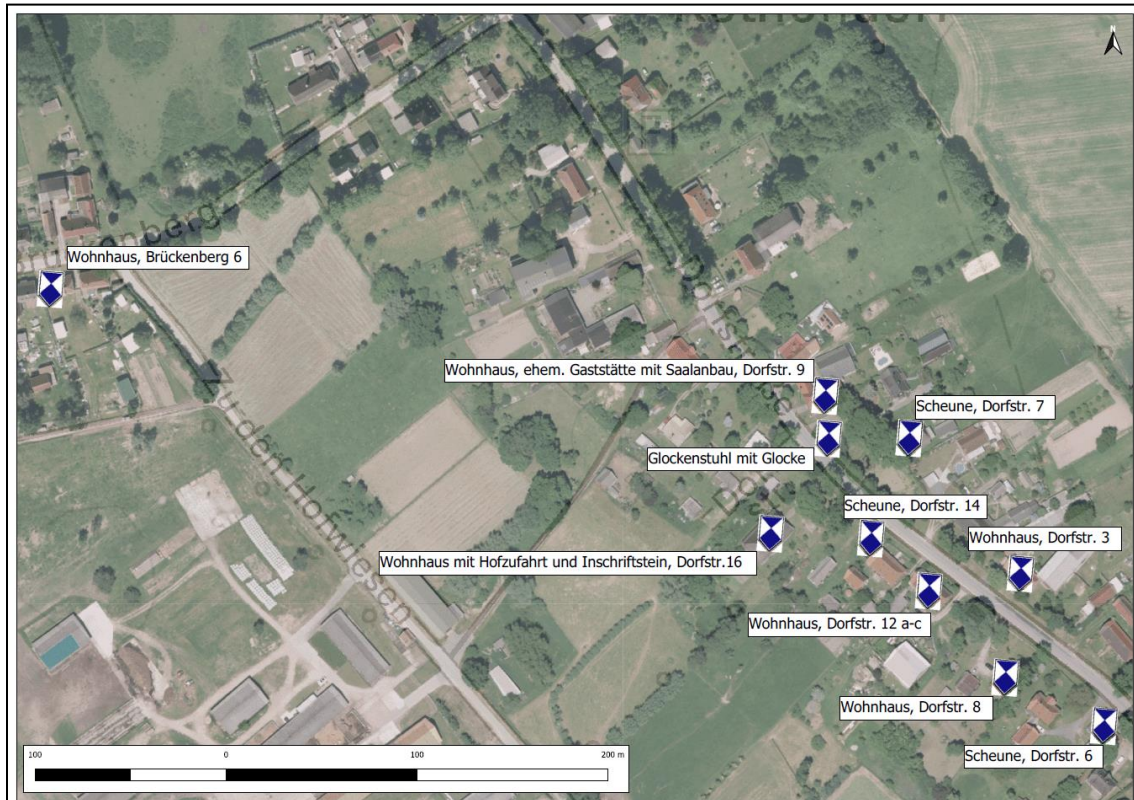 N
Wohnhaus, Brückenberg 6
Wohnhaus, ehem. Gaststätte mit Saalanbau, Dorfstr. 9
Scheune, Dorfstr. 7
Glockenstuhl mit Glocke
Scheune, Dorfstr. 14
Wohnhaus, Dorfstr. 3
Wohnhaus mit Hofzufahrt und Inschriftstein, Dorfstr.16
Wohnhaus, Dorfstr. 12 a-c
Wohnhaus, Dorfstr. 8
Scheune, Dorfstr. 6
Zu den Hofwiesen
100 0 100 200 m